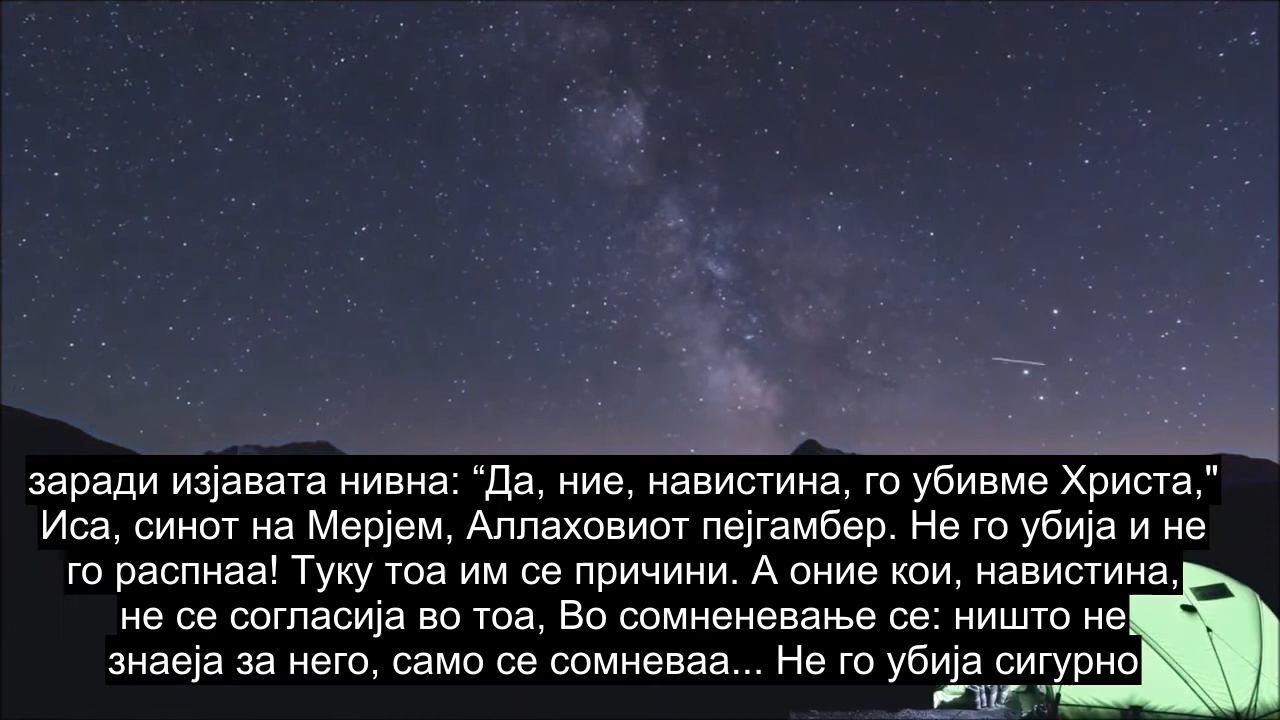 заради изјавата нивна: “Да, ние, навистина, го убивме Христа,"
Иса, синот на Мерјем, Аллаховиот пејгамбер. Не го убија и не
го распнаа! Туку тоа им се причини. А оние кои, навистина,
не се согласија во тоа, Во сомненевање се: ништо не
знаеја за него, само се сомневаа... Не го убија сигурно